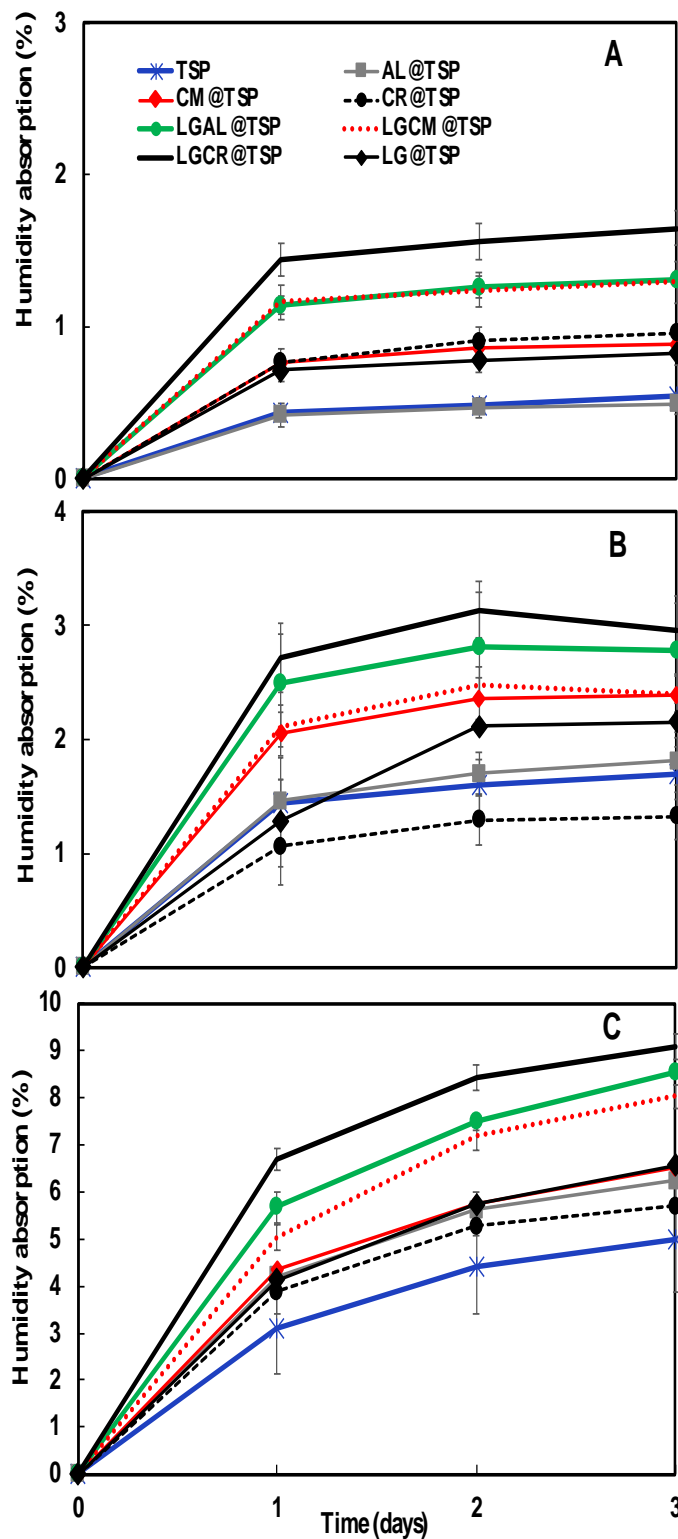 3
A
Humidity absorption (%)
TSP
AL@TSP
CM@TSP
CR@TSP
LGAL@TSP
LGCM@TSP
LGCR@TSP
LG@TSP
2
1
0
4
B
Humidity absorption (%)
3
2
1
0
10
C
Humidity absorption (%)
9
8
7
6
5
4
3
2
1
0
0 1 2 3
Time (days)